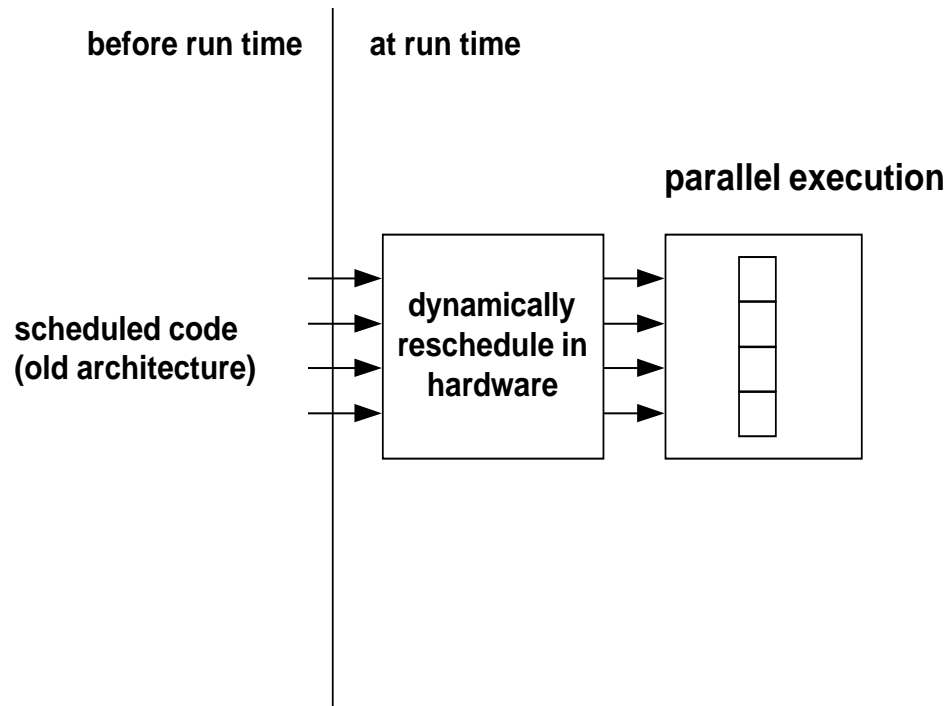 before run time
at run time
parallel execution
scheduled code
(old architecture)
dynamically
reschedule in
hardware